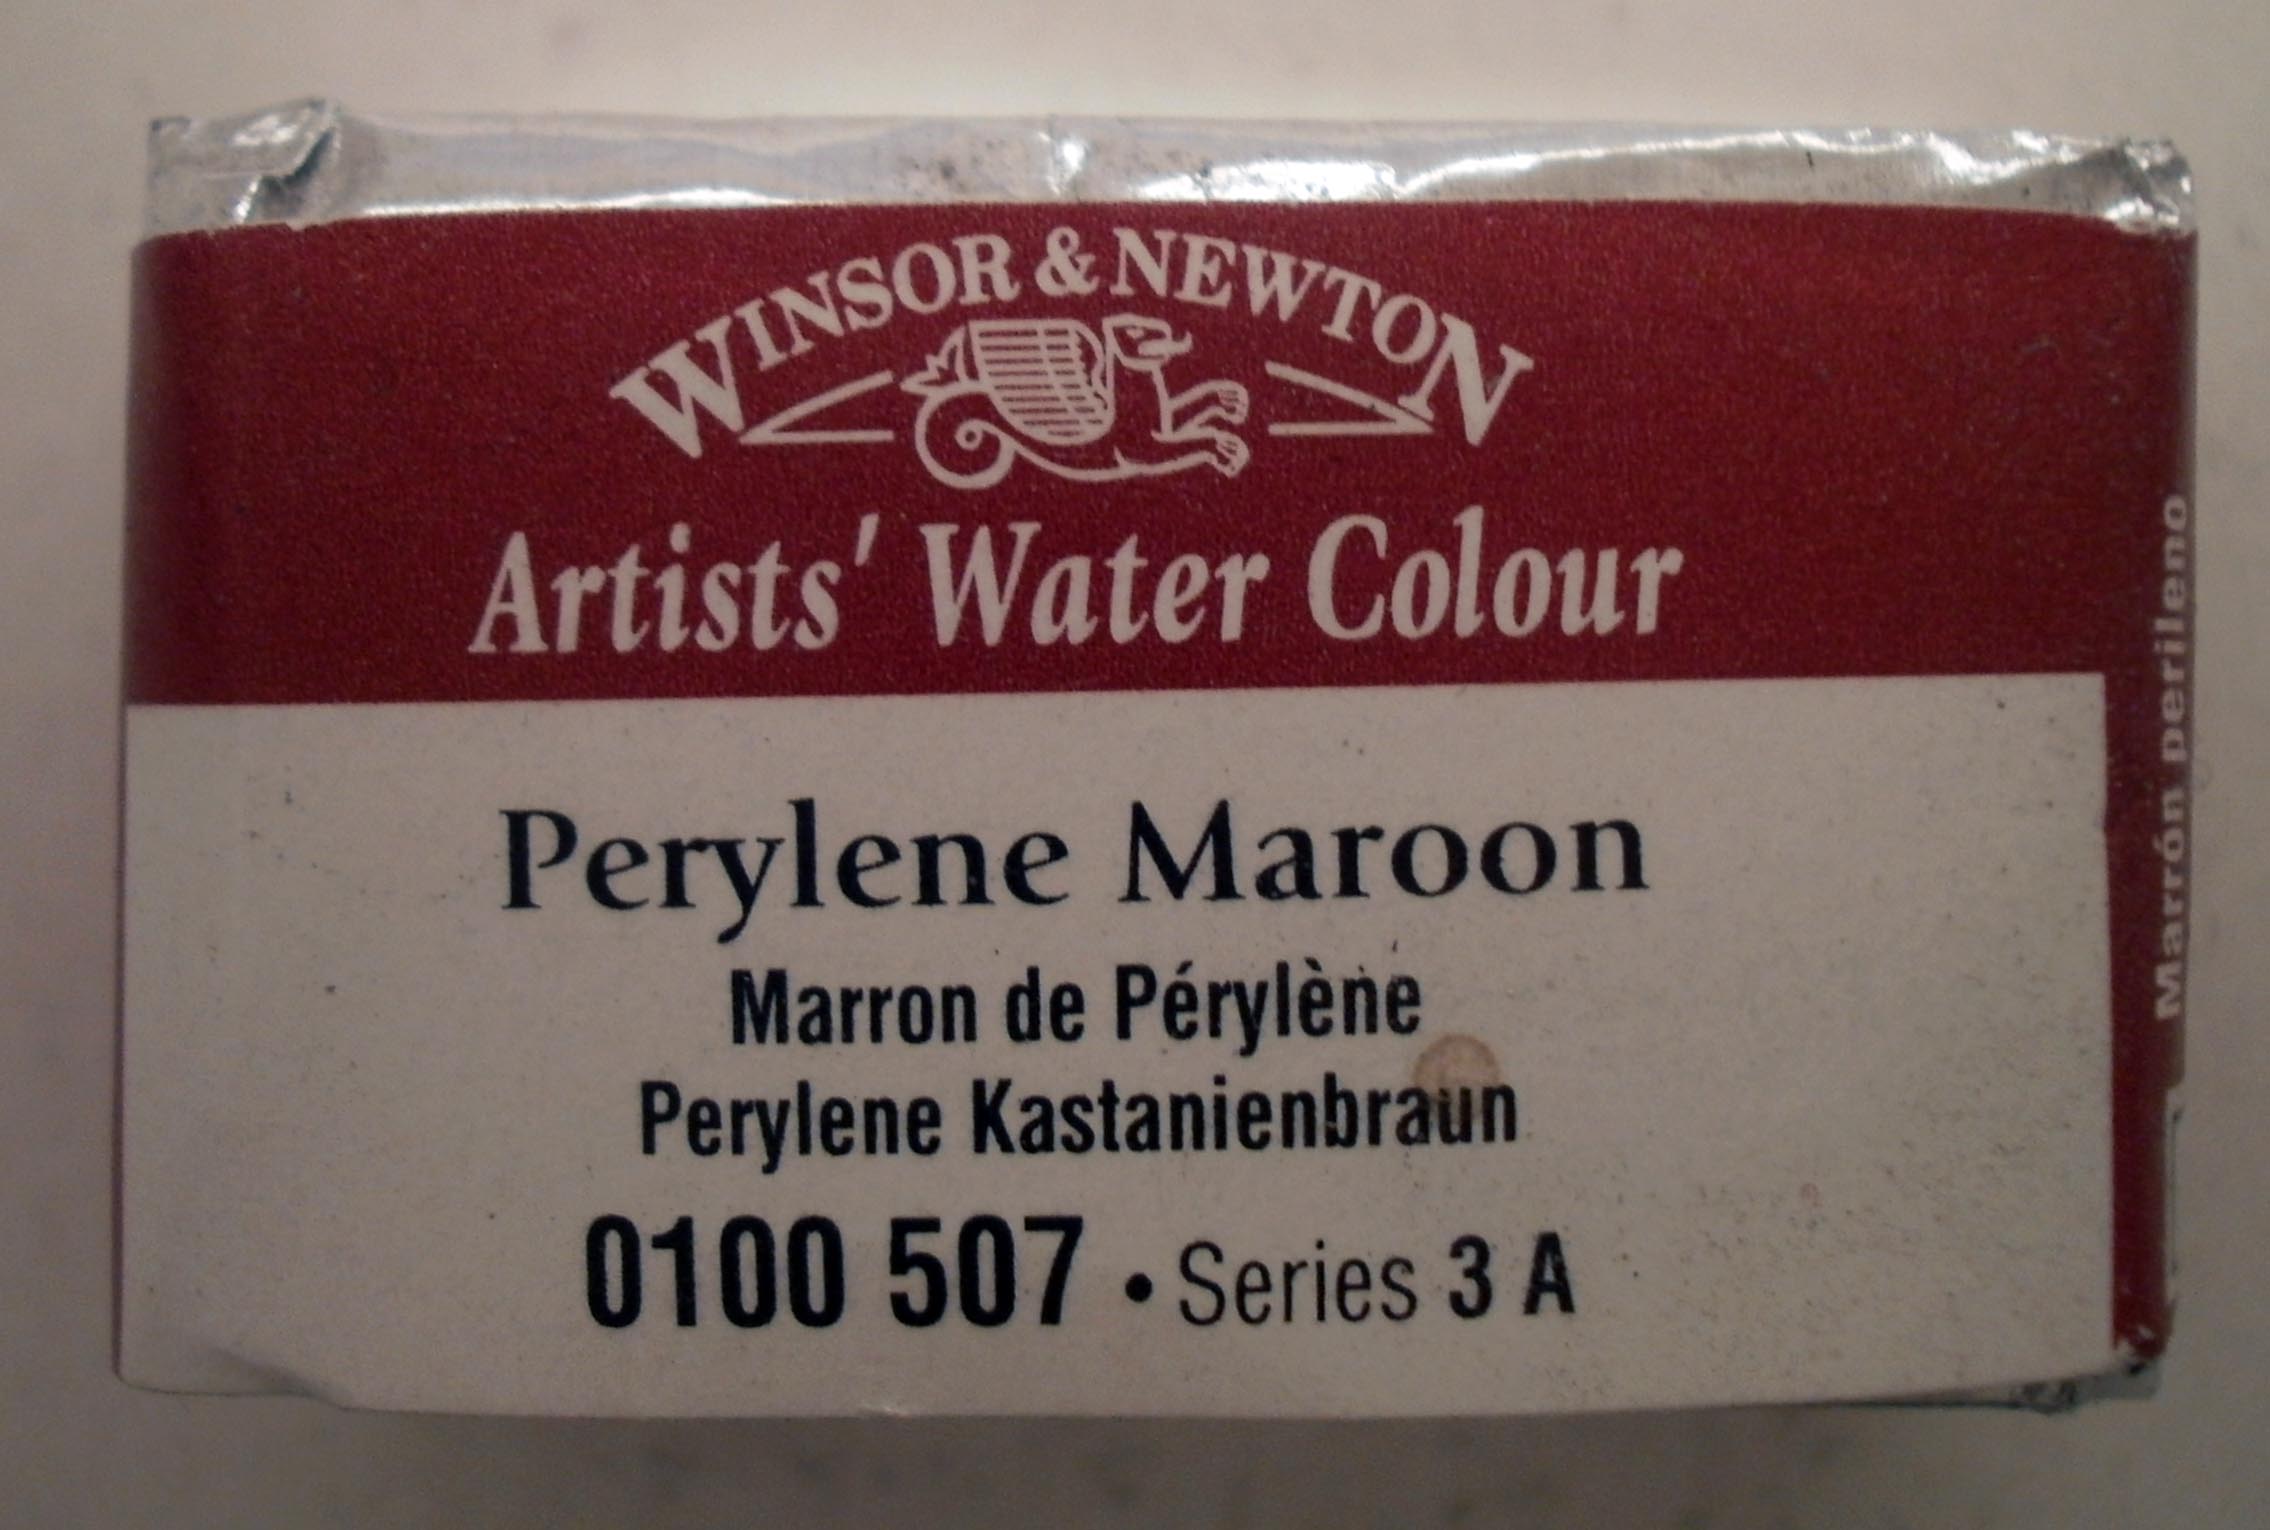 WINSOR & NEWTON
Artists' Water Colour
Perylene Maroon
Marron de Pérylène
Perylene Kastanienbraun
0100 507 • Series 3 A
Marrón perileno